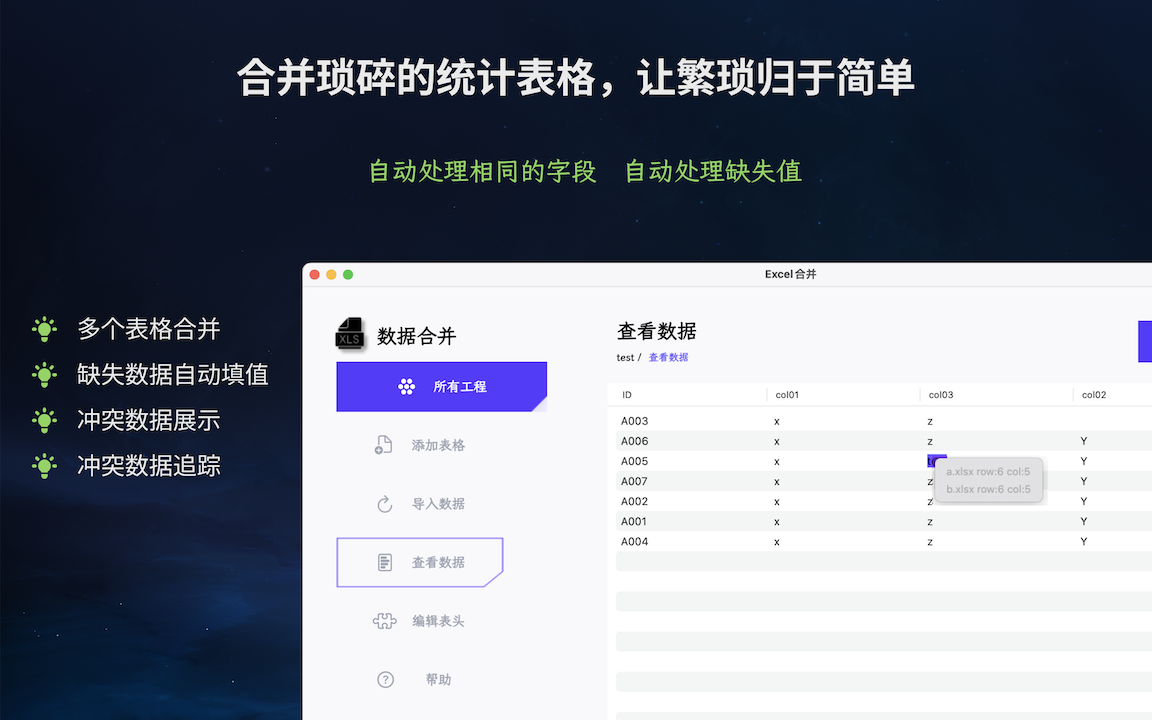 合并琐碎的统计表格，让繁琐归于简单
自动处理相同的字段 自动处理缺失值
多个表格合并
缺失数据自动填值
冲突数据展示
冲突数据追踪
Excel合并
XLS 数据合并
所有工程
添加表格
导入数据
查看数据
编辑表头
帮助
查看数据
test / 查看数据
ID col01 col03 col02
A003 x z
A006 x z Y
A005 x Y
A007 x z Y
A002 x z Y
A001 x z Y
A004 x z Y
a.xlsx row:6 col:5
b.xlsx row:6 col:5